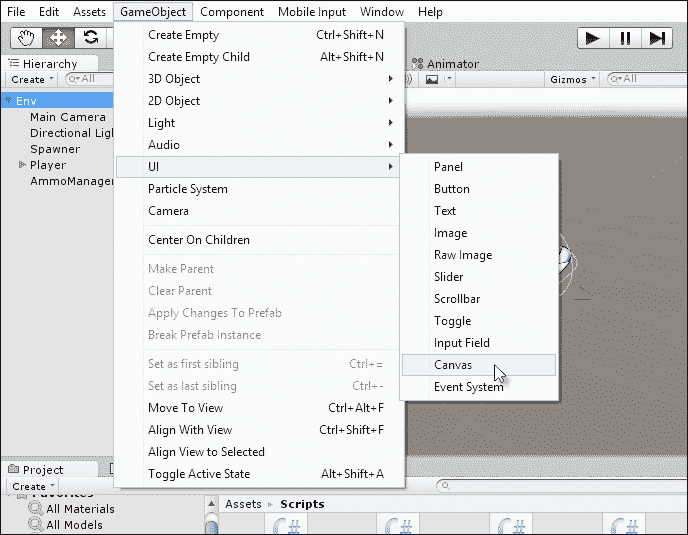 File Edit Assets GameObject Component Mobile Input Window Help
Hierarchy
Create All
Env
Main Camera
Directional Ligh
Spawner
Player
AmmoManager
Create Empty Ctrl+Shift+N
Create Empty Child Alt+Shift+N
3D Object
2D Object
Light
Audio
UI
Particle System
Camera
Center On Children
Make Parent
Clear Parent
Apply Changes To Prefab
Break Prefab Instance
Set as first sibling Ctrl+=
Set as last sibling Ctrl+-
Move To View Ctrl+Alt+F
Align With View Ctrl+Shift+F
Align View to Selected
Toggle Active State Alt+Shift+A
Panel
Button
Text
Image
Raw Image
Slider
Scrollbar
Toggle
Input Field
Canvas
Event System
Animator
Gizmos All
Project
Create
Favorites
All Materials
All Models
Assets Scripts
C# C# C# C#